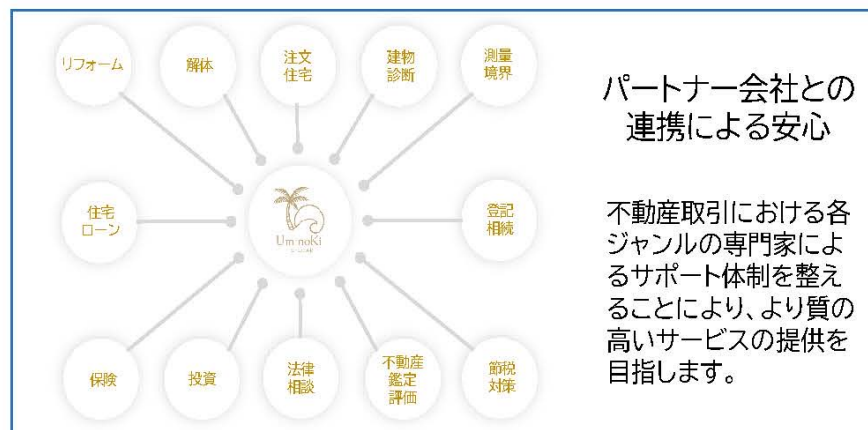 リフォーム
解体
注文
住宅
建物
診断
測量
境界
住宅
ローン
UminoKi
登記
相続
保険
投資
法律
相談
不動産
鑑定
評価
節税
対策
パートナー会社との
連携による安心
不動産取引における各
ジャンルの専門家によ
るサポート体制を整え
ることにより、より質の
高いサービスの提供を
目指します。